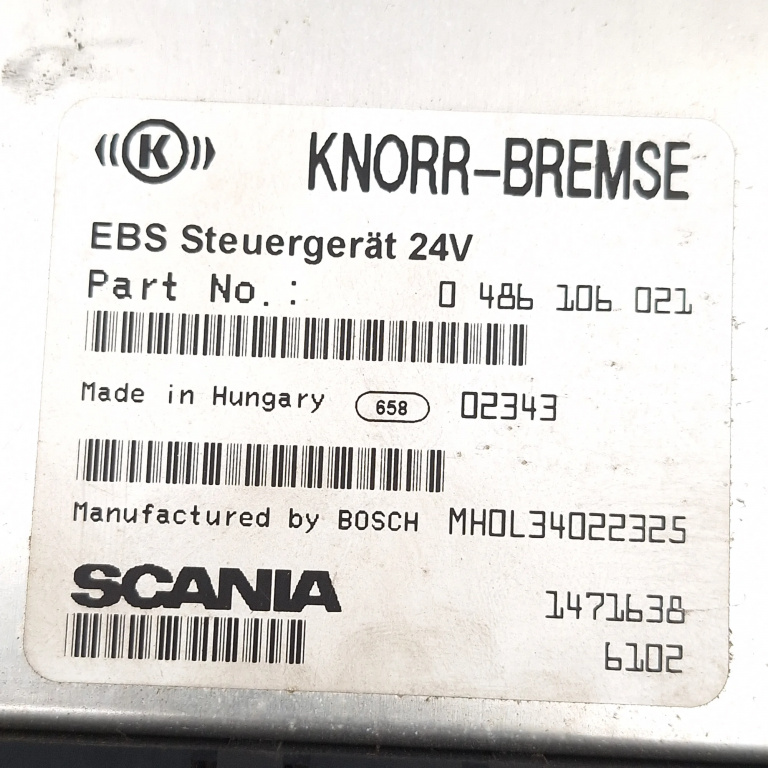 K KNORR-BREMSE
EBS Steuergerät 24V
Part No.: 0 486 106 021
Made in Hungary 658 02343
Manufactured by BOSCH MH0L34022325
SCANIA 1471638
6102